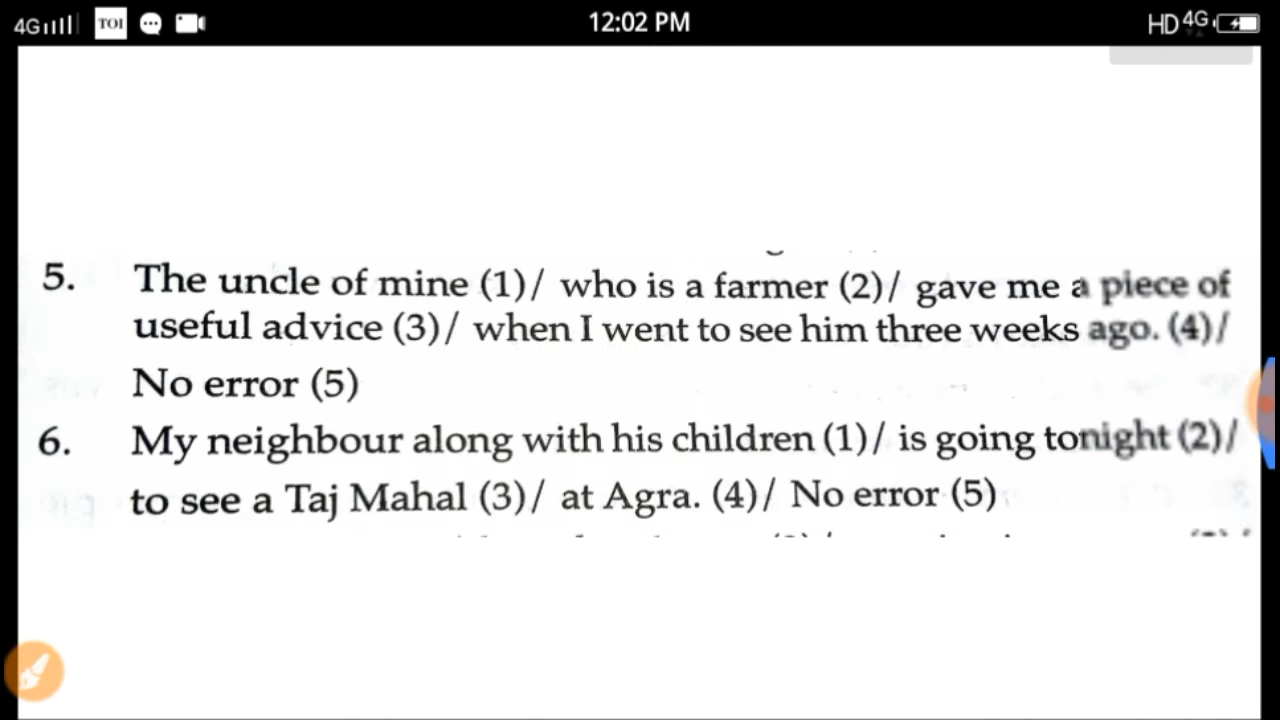 4G TOI 12:02 PM HD 4G
5. The uncle of mine (1)/ who is a farmer (2)/ gave me a piece of
useful advice (3)/ when I went to see him three weeks ago. (4)/
No error (5)
6. My neighbour along with his children (1)/ is going tonight (2)/
to see a Taj Mahal (3)/ at Agra. (4)/ No error (5)